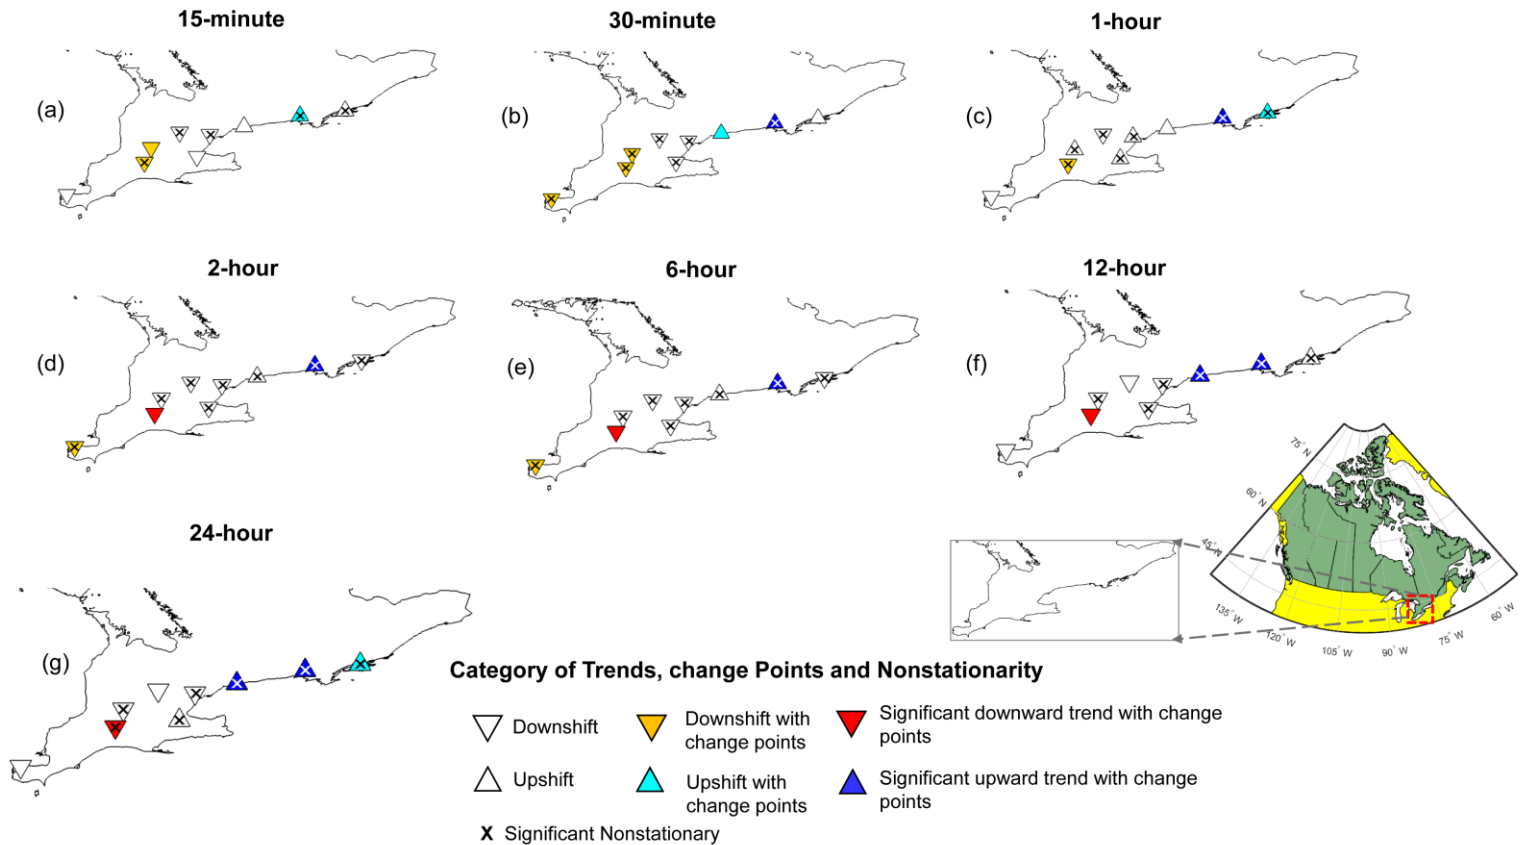 15-minute
30-minute
1-hour
(a)
(b)
(c)
2-hour
6-hour
12-hour
(d)
(e)
(f)
75° N
60° N
45° N
135° W
120° W
105° W
90° W
75° W
60° W
24-hour
(g)
Category of Trends, change Points and Nonstationarity
Downshift
Downshift with
change points
Significant downward trend with change
points
Upshift
Upshift with
change points
Significant upward trend with change
points
X Significant Nonstationary